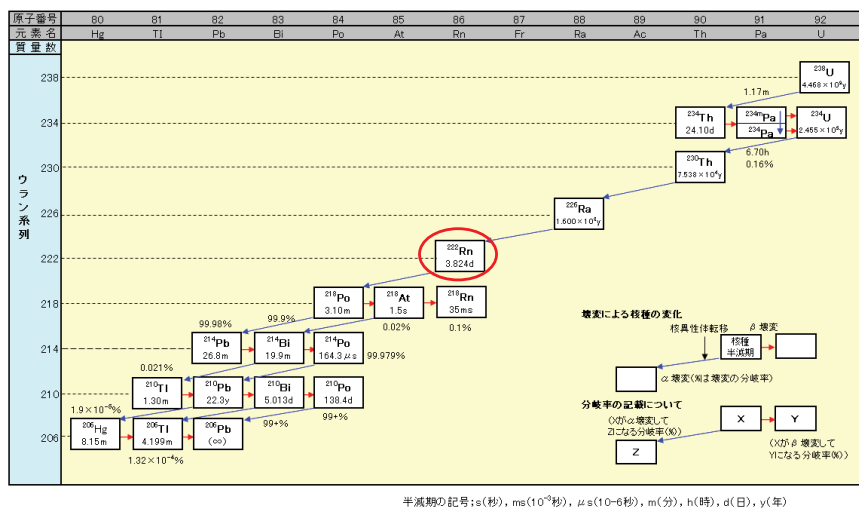 原子番号 80 81 82 83 84 85 86 87 88 89 90 91 92
元素名 Hg Tl Pb Bi Po At Rn Fr Ra Ac Th Pa U
質量数
ウラン系列
238
²³⁸U
4.468×10⁹y
1.17m
234
²³⁴Th
24.10d
²³⁴ᵐPa
²³⁴Pa
²³⁴U
2.455×10⁵y
6.70h
0.16%
230
²³⁰Th
7.538×10⁴y
226
²²⁶Ra
1.600×10³y
222
²²²Rn
3.824d
218
²¹⁸Po
3.10m
²¹⁸At
1.5s
²¹⁸Rn
35ms
99.98%
99.9%
0.02%
0.1%
214
²¹⁴Pb
26.8m
²¹⁴Bi
19.9m
²¹⁴Po
164.3μs
99.979%
0.021%
210
²¹⁰Tl
1.30m
²¹⁰Pb
22.3y
²¹⁰Bi
5.013d
²¹⁰Po
138.4d
1.9×10⁻⁶%
99+%
99+%
206
²⁰⁶Hg
8.15m
²⁰⁶Tl
4.199m
²⁰⁶Pb
(∞)
1.32×10⁻⁴%
壊変による核種の変化
核異性体転移
β壊変
核種
半減期
α壊変(%は壊変の分岐率)
分岐率の記載について
(Xがα壊変して
Zになる分岐率(%))
X
Y
Z
(Xがβ壊変して
Yになる分岐率(%))
半減期の記号;s(秒),ms(10⁻³秒),μs(10-6秒),m(分),h(時),d(日),y(年)